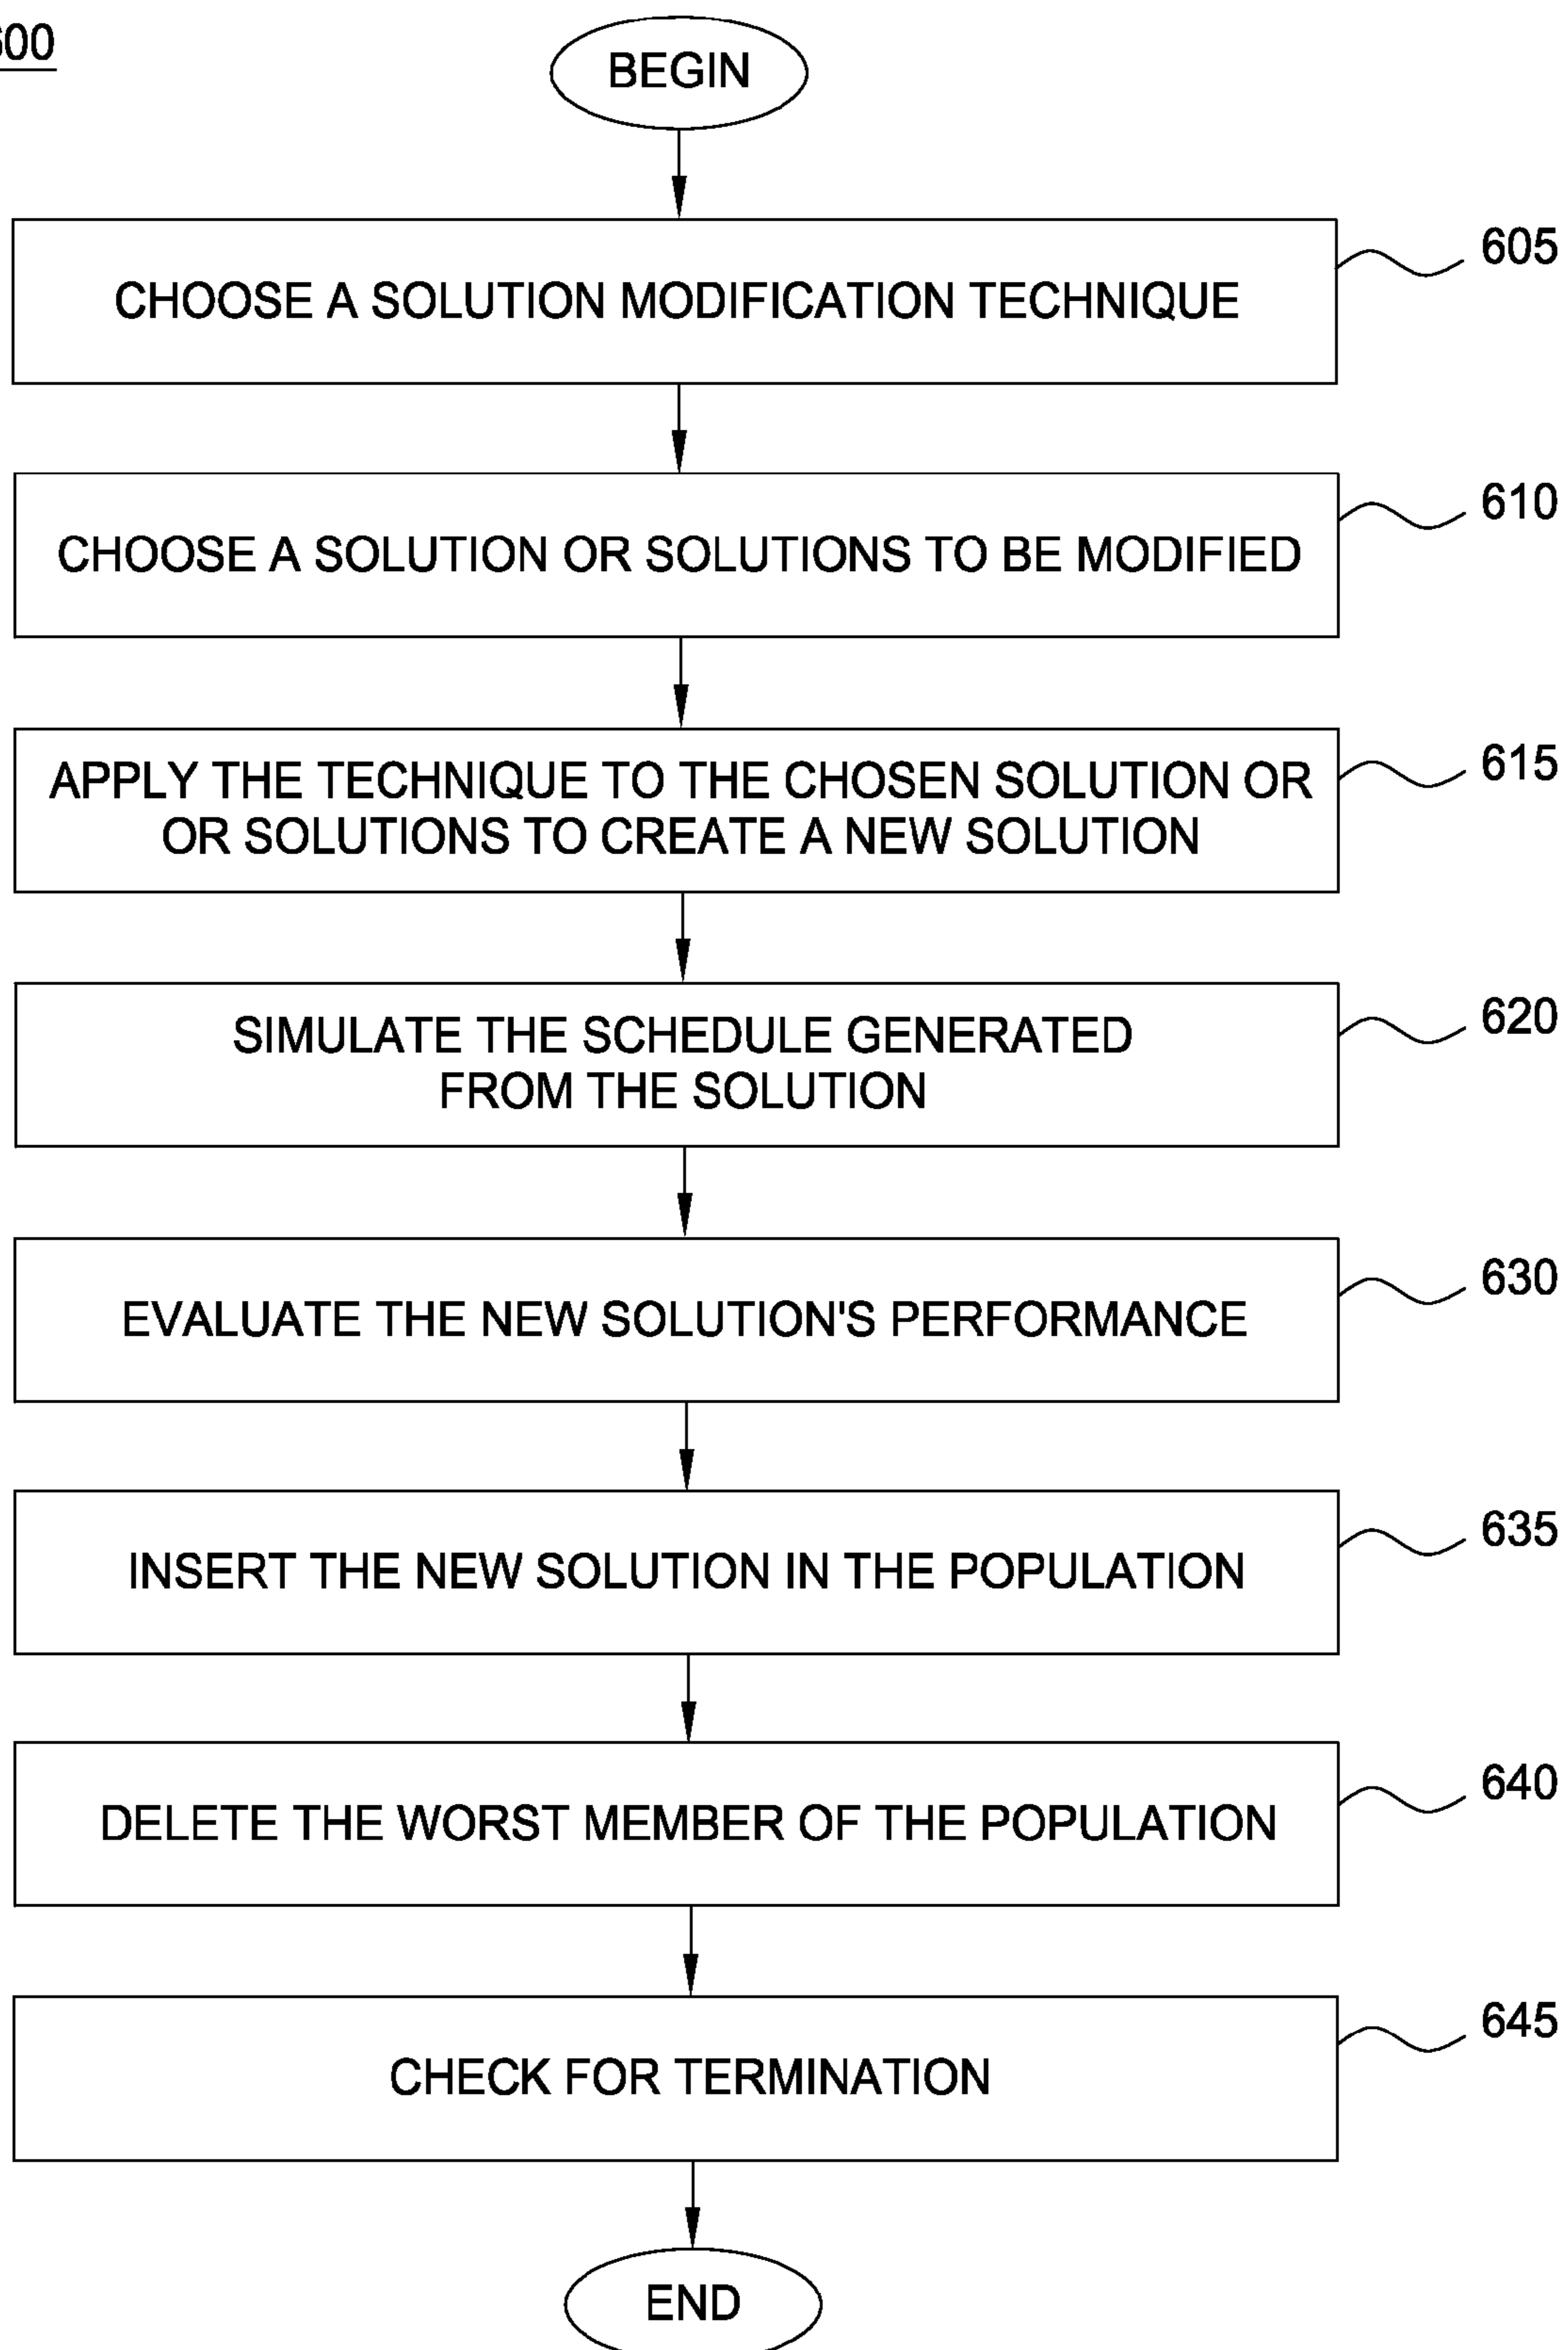 600
BEGIN
CHOOSE A SOLUTION MODIFICATION TECHNIQUE
605
CHOOSE A SOLUTION OR SOLUTIONS TO BE MODIFIED
610
APPLY THE TECHNIQUE TO THE CHOSEN SOLUTION OR
OR SOLUTIONS TO CREATE A NEW SOLUTION
615
SIMULATE THE SCHEDULE GENERATED
FROM THE SOLUTION
620
EVALUATE THE NEW SOLUTION'S PERFORMANCE
630
INSERT THE NEW SOLUTION IN THE POPULATION
635
DELETE THE WORST MEMBER OF THE POPULATION
640
CHECK FOR TERMINATION
645
END